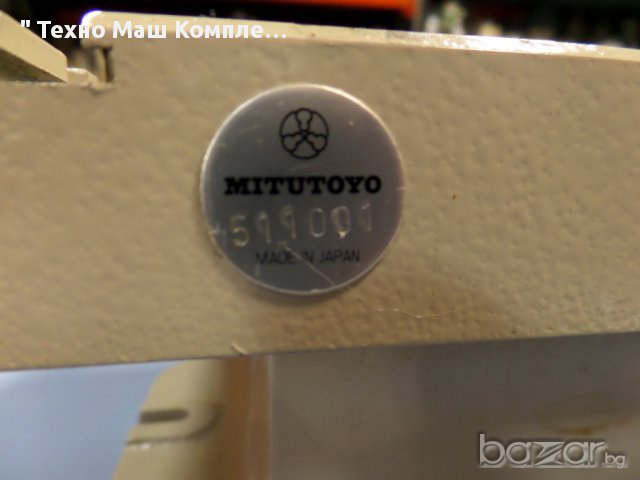 " Техно Маш Компле... "
MITUTOYO
MADE IN JAPAN
bazar.bg